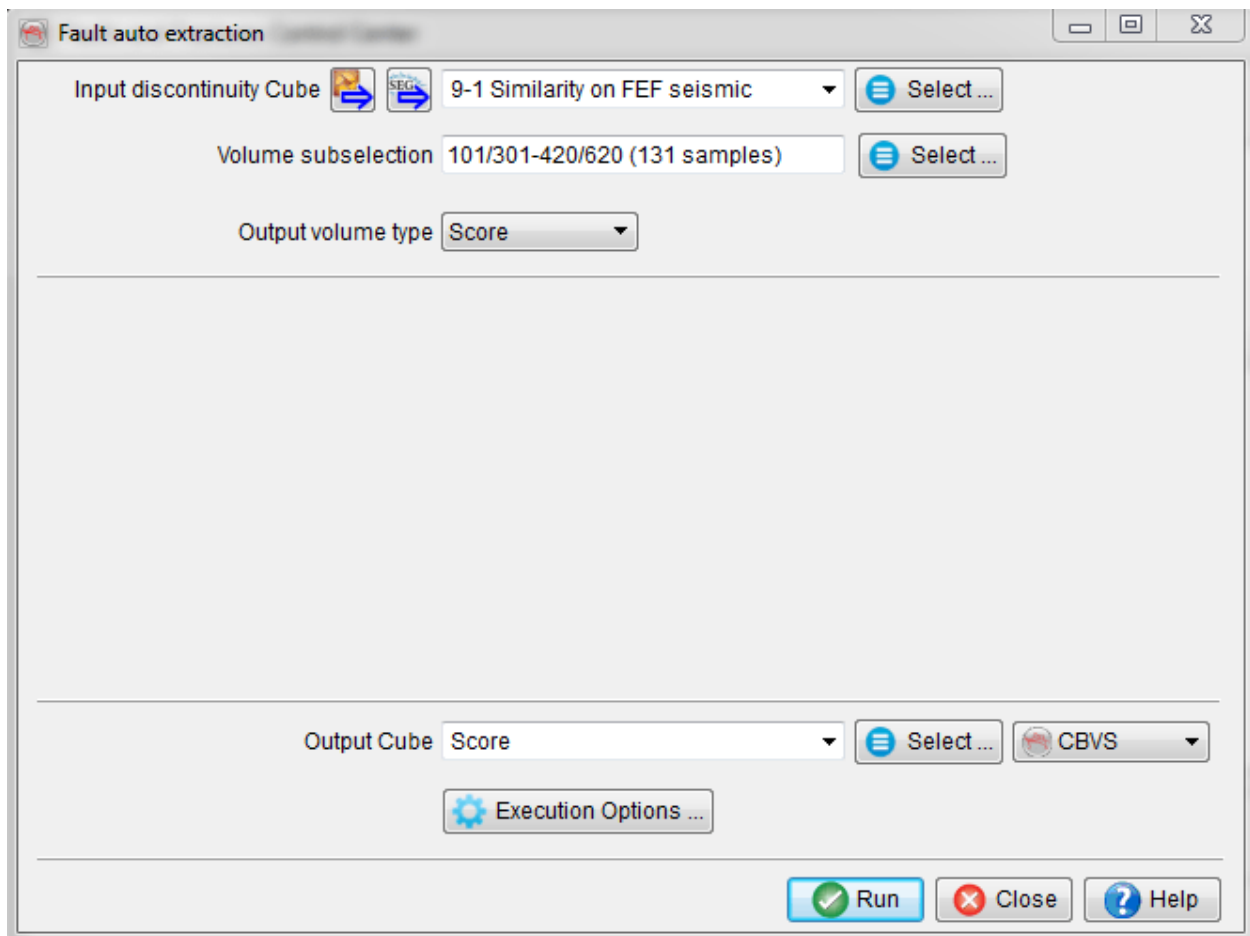 Fault auto extraction
Input discontinuity Cube SEG 9-1 Similarity on FEF seismic Select ...
Volume subselection 101/301-420/620 (131 samples) Select ...
Output volume type Score
Output Cube Score Select ... CBVS
Execution Options ...
Run Close Help